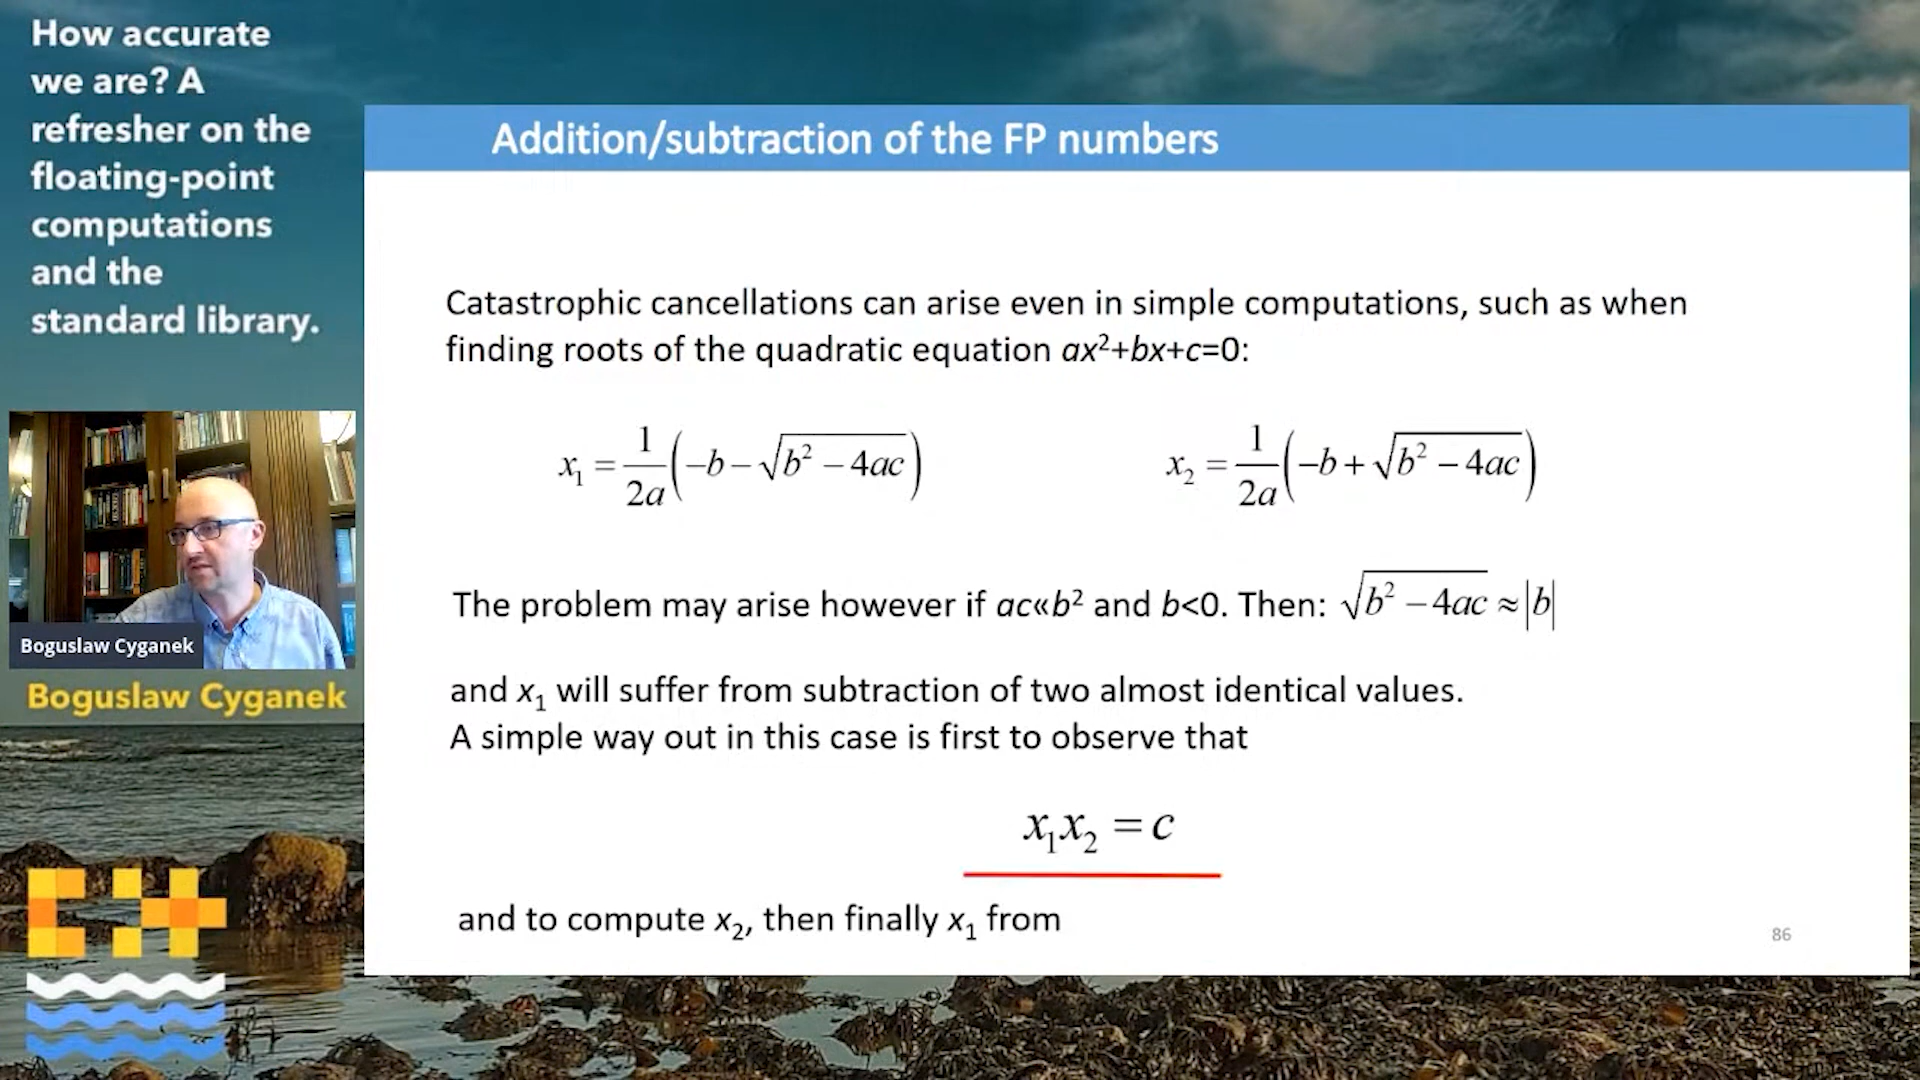 How accurate
we are? A
refresher on the
floating-point
computations
and the
standard library.
Addition/subtraction of the FP numbers
Catastrophic cancellations can arise even in simple computations, such as when
finding roots of the quadratic equation ax²+bx+c=0:
x₁ = 1/2a (−b − √(b² − 4ac))
x₂ = 1/2a (−b + √(b² − 4ac))
The problem may arise however if ac«b² and b<0. Then: √(b² − 4ac) ≈ |b|
and x₁ will suffer from subtraction of two almost identical values.
A simple way out in this case is first to observe that
x₁x₂ = c
and to compute x₂, then finally x₁ from
86
Boguslaw Cyganek
Boguslaw Cyganek
C++